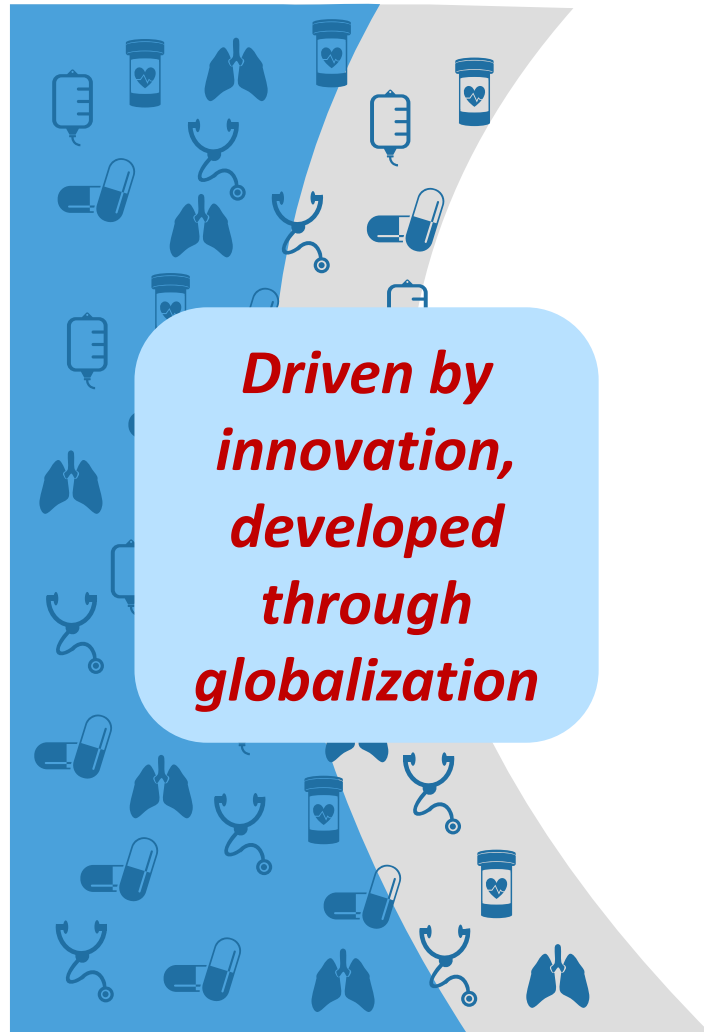 Driven by
innovation,
developed
through
globalization